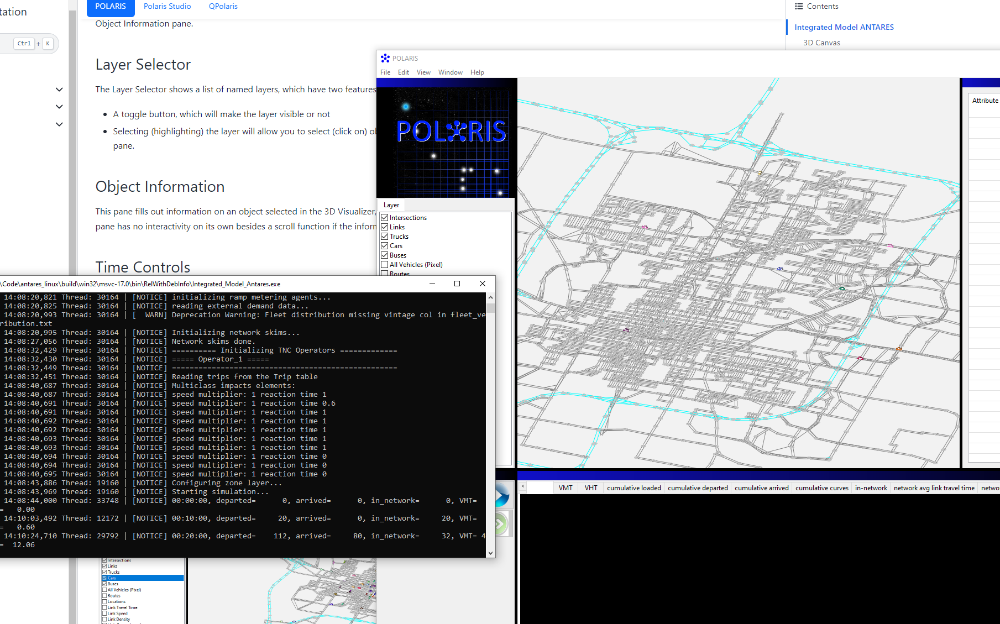 tation
POLARIS
Polaris Studio
QPolaris
Contents
Object Information pane.
Integrated Model ANTARES
3D Canvas
Ctrl + K
Layer Selector
The Layer Selector shows a list of named layers, which have two features
A toggle button, which will make the layer visible or not
Selecting (highlighting) the layer will allow you to select (click on) ob
pane.
Object Information
This pane fills out information on an object selected in the 3D Visualizer,
pane has no interactivity on its own besides a scroll function if the inform
Time Controls
POLARIS
File Edit View Window Help
POLARIS
Attribute
Layer
Intersections
Links
Trucks
Cars
Buses
All Vehicles (Pixel)
Routes
\Code\antares_linux\build\win32\msvc-17.0\bin\RelWithDebInfo\Integrated_Model_Antares.exe
14:08:20,821 Thread: 30164 | [NOTICE] initializing ramp metering agents...
14:08:20,825 Thread: 30164 | [NOTICE] reading external demand data...
14:08:20,993 Thread: 30164 | [  WARN] Deprecation Warning: Fleet distribution missing vintage col in fleet_ve
ribution.txt
14:08:20,995 Thread: 30164 | [NOTICE] Initializing network skims...
14:08:27,056 Thread: 30164 | [NOTICE] Network skims done.
14:08:32,429 Thread: 30164 | [NOTICE] ========== Initializing TNC Operators =============
14:08:32,430 Thread: 30164 | [NOTICE] ===== Operator_1 =====
14:08:32,449 Thread: 30164 | [NOTICE] ===================================================
14:08:32,451 Thread: 30164 | [NOTICE] Reading trips from the Trip table
14:08:40,687 Thread: 30164 | [NOTICE] Multiclass impacts elements:
14:08:40,687 Thread: 30164 | [NOTICE] speed multiplier: 1 reaction time 1
14:08:40,691 Thread: 30164 | [NOTICE] speed multiplier: 1 reaction time 0.6
14:08:40,691 Thread: 30164 | [NOTICE] speed multiplier: 1 reaction time 1
14:08:40,692 Thread: 30164 | [NOTICE] speed multiplier: 1 reaction time 1
14:08:40,692 Thread: 30164 | [NOTICE] speed multiplier: 1 reaction time 1
14:08:40,693 Thread: 30164 | [NOTICE] speed multiplier: 1 reaction time 1
14:08:40,693 Thread: 30164 | [NOTICE] speed multiplier: 1 reaction time 1
14:08:40,694 Thread: 30164 | [NOTICE] speed multiplier: 1 reaction time 0
14:08:40,694 Thread: 30164 | [NOTICE] speed multiplier: 1 reaction time 0
14:08:40,695 Thread: 30164 | [NOTICE] speed multiplier: 1 reaction time 0
14:08:43,886 Thread: 19160 | [NOTICE] Configuring zone layer...
14:08:43,969 Thread: 19160 | [NOTICE] Starting simulation...
14:08:44,000 Thread: 33748 | [NOTICE] 00:00:00, departed=      0, arrived=      0, in_network=      0, VMT=
=   0.00
14:10:03,492 Thread: 12172 | [NOTICE] 00:10:00, departed=     20, arrived=      0, in_network=     20, VMT=
=   0.60
14:10:24,710 Thread: 29792 | [NOTICE] 00:20:00, departed=    112, arrived=     80, in_network=     32, VMT= 4
=  12.06
VMT VHT cumulative loaded cumulative departed cumulative arrived cumulative curves in-network network avg link travel time netwo
Intersections
Links
Trucks
Cars
Buses
All Vehicles (Pixel)
Routes
Locations
Link Travel Time
Link Speed
Link Density